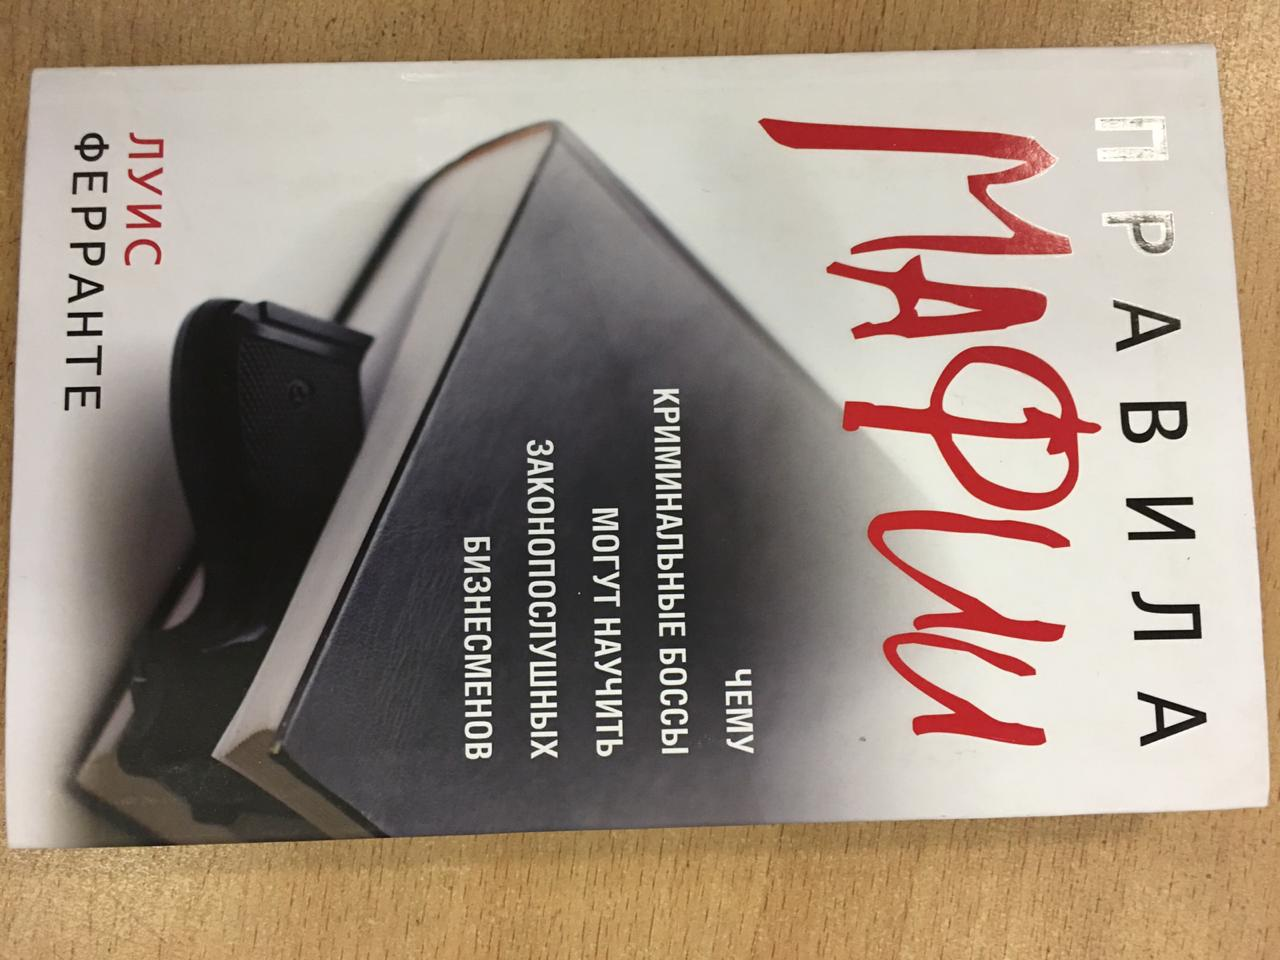 ПРАВИЛА
МАФИИ
ЧЕМУ
КРИМИНАЛЬНЫЕ БОССЫ
МОГУТ НАУЧИТЬ
ЗАКОНОПОСЛУШНЫХ
БИЗНЕСМЕНОВ
ЛУИС
ФЕРРАНТЕ